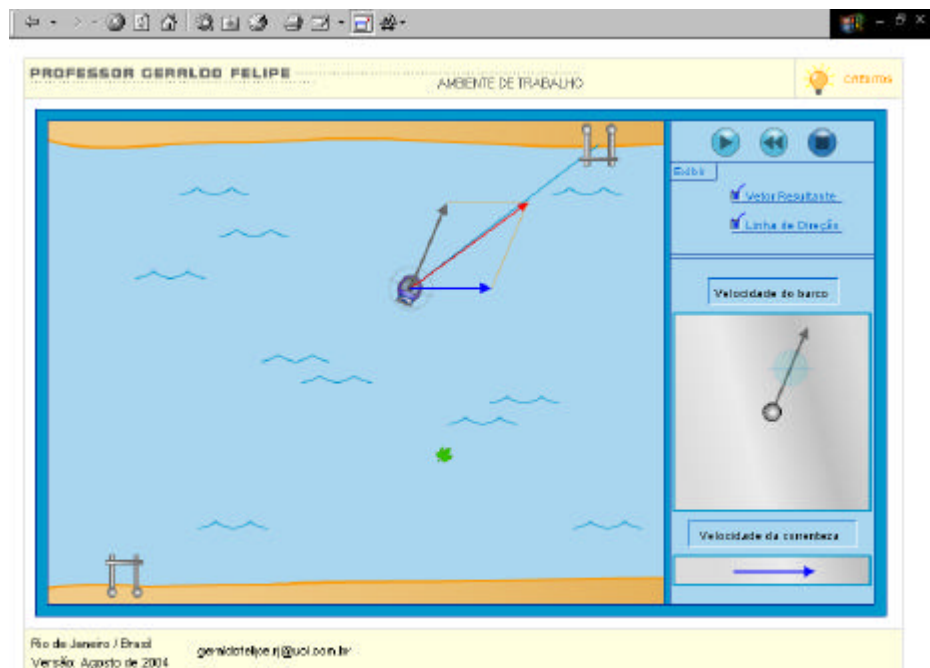 PROFESSOR GERALDO FELIPE
AMBIENTE DE TRABALHO
Exibir
Vetor Resultante
Linha de Direção
Velocidade do barco
Velocidade da correnteza
Rio de Janeiro / Brasil
Versão: Agosto de 2004
geraldofelipe.rj@uol.com.br